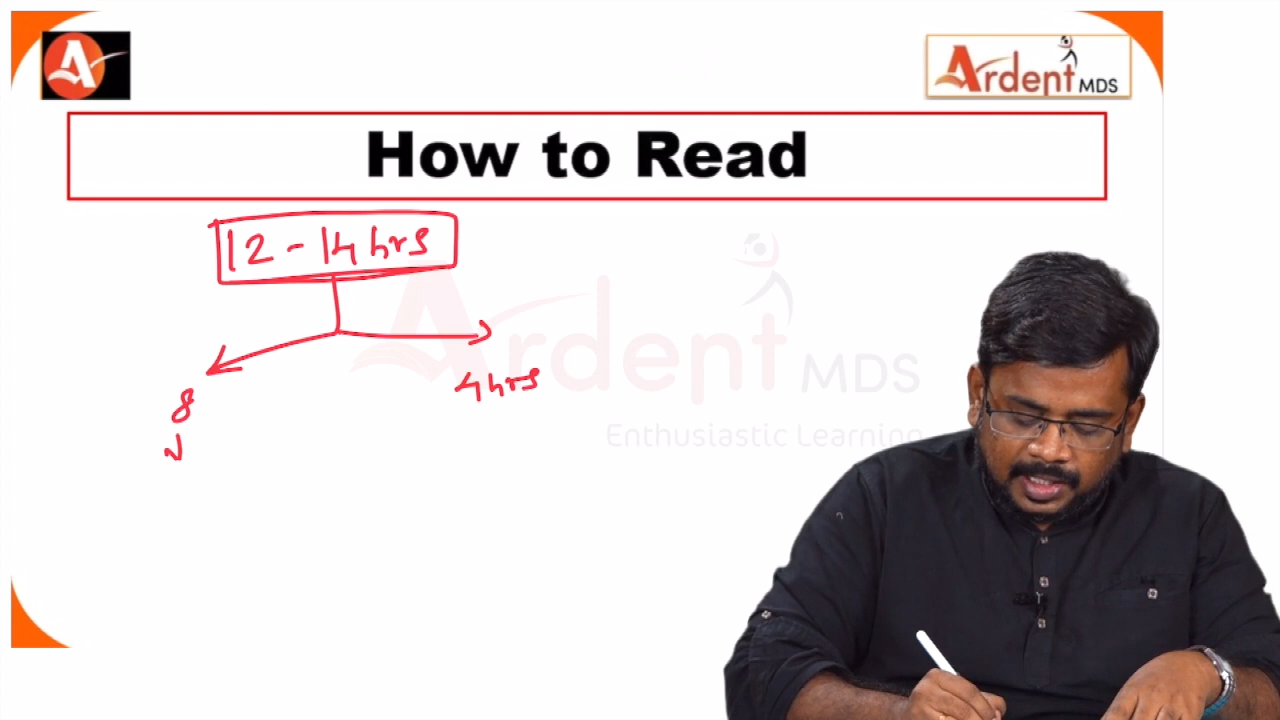 A
Ardent MDS
How to Read
12 - 14 hrs
8
4 hrs
Ardent MDS
Enthusiastic Learning